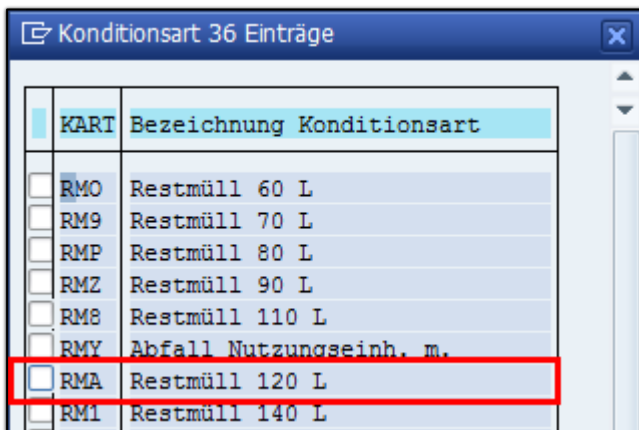 Konditionsart 36 Einträge
KART Bezeichnung Konditionsart
RMO Restmüll 60 L
RM9 Restmüll 70 L
RMP Restmüll 80 L
RMZ Restmüll 90 L
RM8 Restmüll 110 L
RMY Abfall Nutzungseinh. m.
RMA Restmüll 120 L
RM1 Restmüll 140 L